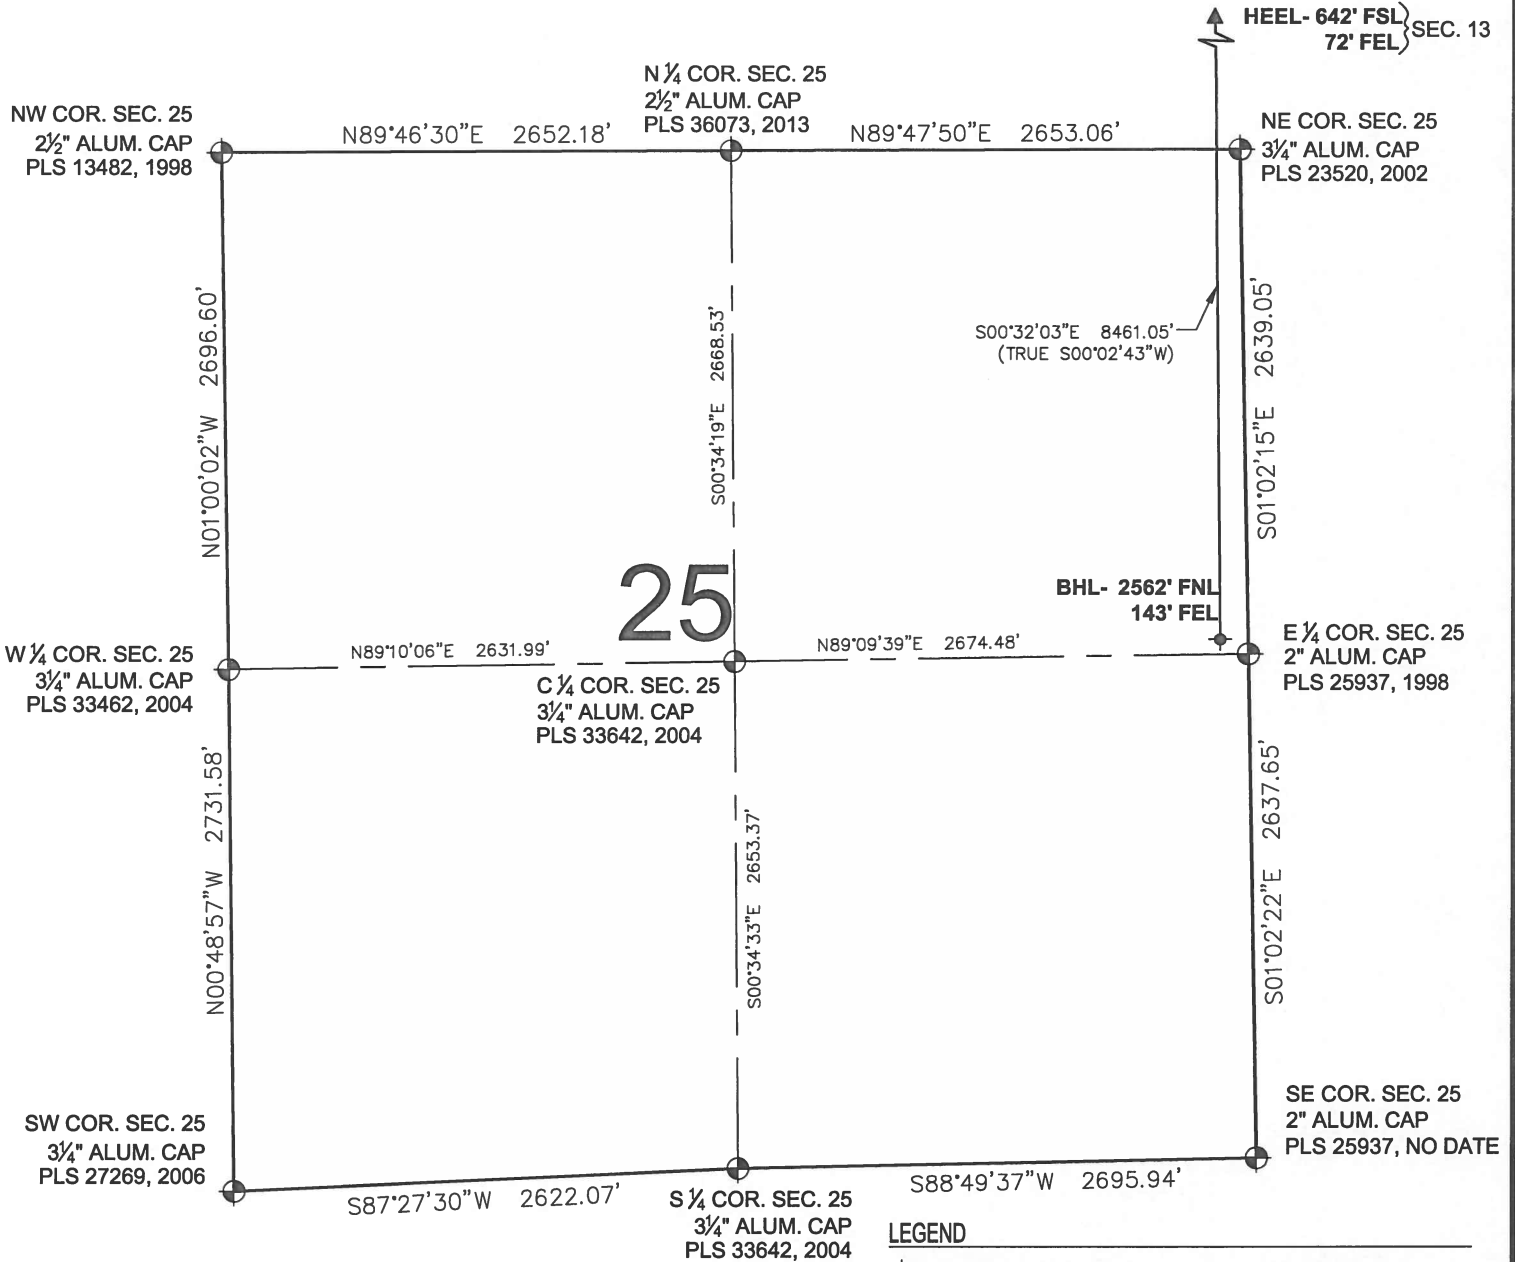 HEEL- 642' FSL
72' FEL
SEC. 13
N ¼ COR. SEC. 25
2½" ALUM. CAP
PLS 36073, 2013
NW COR. SEC. 25
2½" ALUM. CAP
PLS 13482, 1998
N89°46'30"E 2652.18'
N89°47'50"E 2653.06'
NE COR. SEC. 25
3¼" ALUM. CAP
PLS 23520, 2002
N01°00'02"W 2696.60'
S00°34'19"E 2668.53'
S00°32'03"E 8461.05'
(TRUE S00°02'43"W)
S01°02'15"E 2639.05'
25
BHL- 2562' FNL
143' FEL
W ¼ COR. SEC. 25
3¼" ALUM. CAP
PLS 33462, 2004
N89°10'06"E 2631.99'
N89°09'39"E 2674.48'
E ¼ COR. SEC. 25
2" ALUM. CAP
PLS 25937, 1998
C ¼ COR. SEC. 25
3¼" ALUM. CAP
PLS 33642, 2004
N00°48'57"W 2731.58'
S00°34'33"E 2653.37'
S01°02'22"E 2637.65'
SW COR. SEC. 25
3¼" ALUM. CAP
PLS 27269, 2006
SE COR. SEC. 25
2" ALUM. CAP
PLS 25937, NO DATE
S87°27'30"W 2622.07'
S88°49'37"W 2695.94'
S ¼ COR. SEC. 25
3¼" ALUM. CAP
PLS 33642, 2004
LEGEND